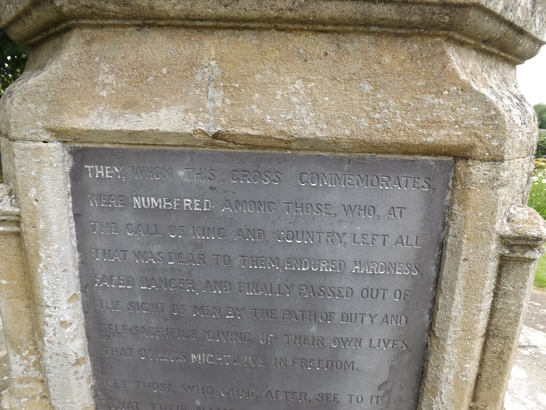 THEY, WHOM THIS CROSS COMMEMORATES,
WERE NUMBERED AMONG THOSE, WHO, AT
THE CALL OF KING AND, COUNTRY, LEFT ALL
THAT WAS DEAR TO THEM, ENDURED HARDNESS,
FACED DANGER, AND FINALLY PASSED OUT OF
THE SIGHT OF MEN BY THE PATH OF DUTY AND
SELF-SACRIFICE GIVING UP THEIR OWN LIVES
THAT OTHERS MIGHT LIVE IN FREEDOM.
LET THOSE WHO COME AFTER, SEE TO IT
THAT THEIR